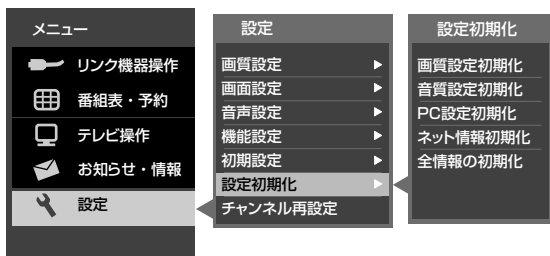 メニュー
リンク機器操作
番組表・予約
テレビ操作
お知らせ・情報
設定
設定
画質設定
画面設定
音声設定
機能設定
初期設定
設定初期化
チャンネル再設定
設定初期化
画質設定初期化
音質設定初期化
PC設定初期化
ネット情報初期化
全情報の初期化